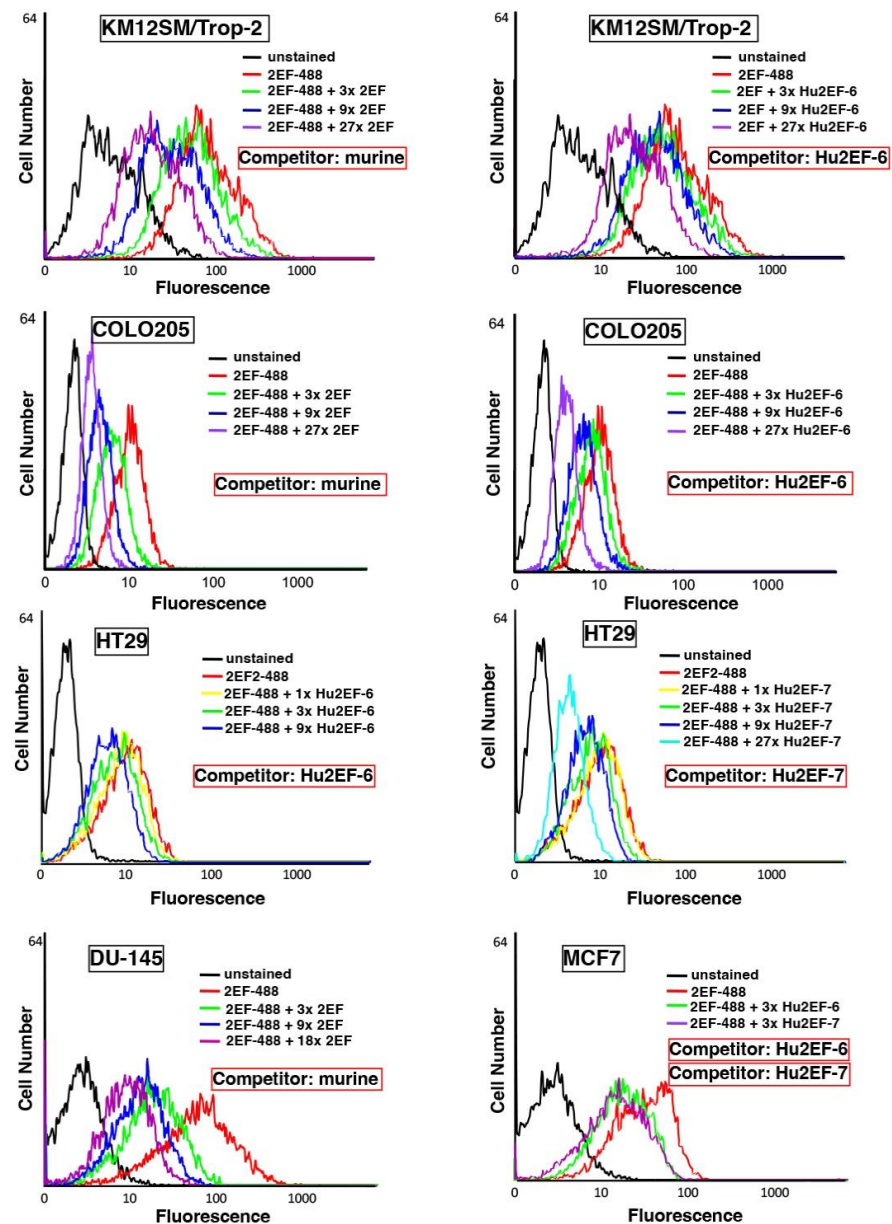 KM12SM/Trop-2
64
Cell Number
unstained
2EF-488
2EF-488 + 3x 2EF
2EF-488 + 9x 2EF
2EF-488 + 27x 2EF
Competitor: murine
0 10 100 1000
Fluorescence
KM12SM/Trop-2
64
Cell Number
unstained
2EF-488
2EF + 3x Hu2EF-6
2EF + 9x Hu2EF-6
2EF + 27x Hu2EF-6
Competitor: Hu2EF-6
0 10 100 1000
Fluorescence
COLO205
64
Cell Number
unstained
2EF-488
2EF-488 + 3x 2EF
2EF-488 + 9x 2EF
2EF-488 + 27x 2EF
Competitor: murine
0 10 100 1000
Fluorescence
COLO205
64
Cell Number
unstained
2EF-488
2EF-488 + 3x Hu2EF-6
2EF-488 + 9x Hu2EF-6
2EF-488 + 27x Hu2EF-6
Competitor: Hu2EF-6
0 10 100 1000
Fluorescence
HT29
64
Cell Number
unstained
2EF2-488
2EF-488 + 1x Hu2EF-6
2EF-488 + 3x Hu2EF-6
2EF-488 + 9x Hu2EF-6
Competitor: Hu2EF-6
0 10 100 1000
Fluorescence
HT29
64
Cell Number
unstained
2EF2-488
2EF-488 + 1x Hu2EF-7
2EF-488 + 3x Hu2EF-7
2EF-488 + 9x Hu2EF-7
2EF-488 + 27x Hu2EF-7
Competitor: Hu2EF-7
0 10 100 1000
Fluorescence
DU-145
64
Cell Number
unstained
2EF-488
2EF-488 + 3x 2EF
2EF-488 + 9x 2EF
2EF-488 + 18x 2EF
Competitor: murine
0 10 100 1000
Fluorescence
MCF7
64
Cell Number
unstained
2EF-488
2EF-488 + 3x Hu2EF-6
2EF-488 + 3x Hu2EF-7
Competitor: Hu2EF-6
Competitor: Hu2EF-7
0 10 100 1000
Fluorescence